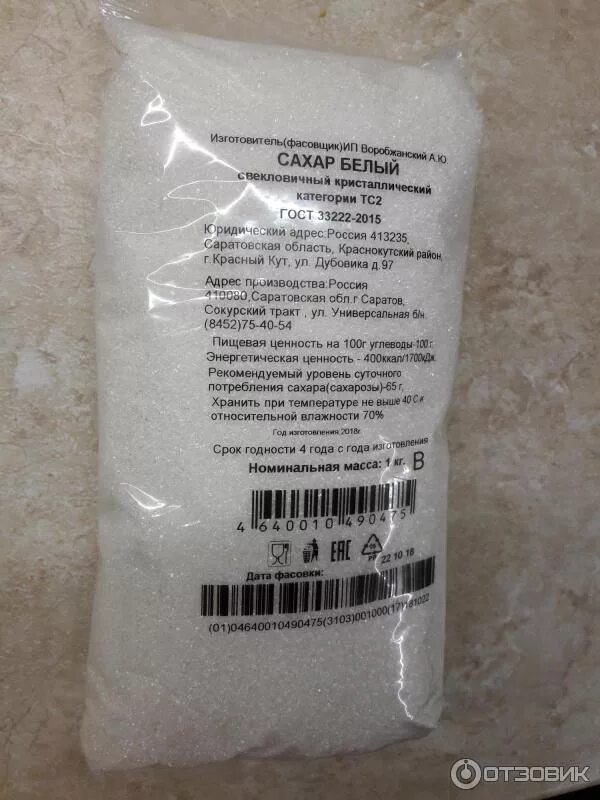 Изготовитель(фасовщик)ИП Воробжанский А.Ю.
САХАР БЕЛЫЙ
свекловичный кристаллический
категории ТС2
ГОСТ 33222-2015
Юридический адрес:Россия 413235,
Саратовская область, Краснокутский район,
г.Красный Кут, ул. Дубовика д.97
Адрес производства:Россия
410080,Саратовская обл.г Саратов,
Сокурский тракт , ул. Универсальная б/н.
(8452)75-40-54
Пищевая ценность на 100г углеводы-100 г.
Энергетическая ценность - 400ккал/1700кДж.
Рекомендуемый уровень суточного
потребления сахара(сахарозы)-65 г,
Хранить при температуре не выше 40 С и
относительной влажности 70%
Год изготовления:2018г.
Срок годности 4 года с года изготовления
Номинальная масса: 1 кг. В
4 640010 490475
EAC PP 22 10 18
Дата фасовки:
(01)04640010490475(3103)001000(17)181022
ОТЗОВИК